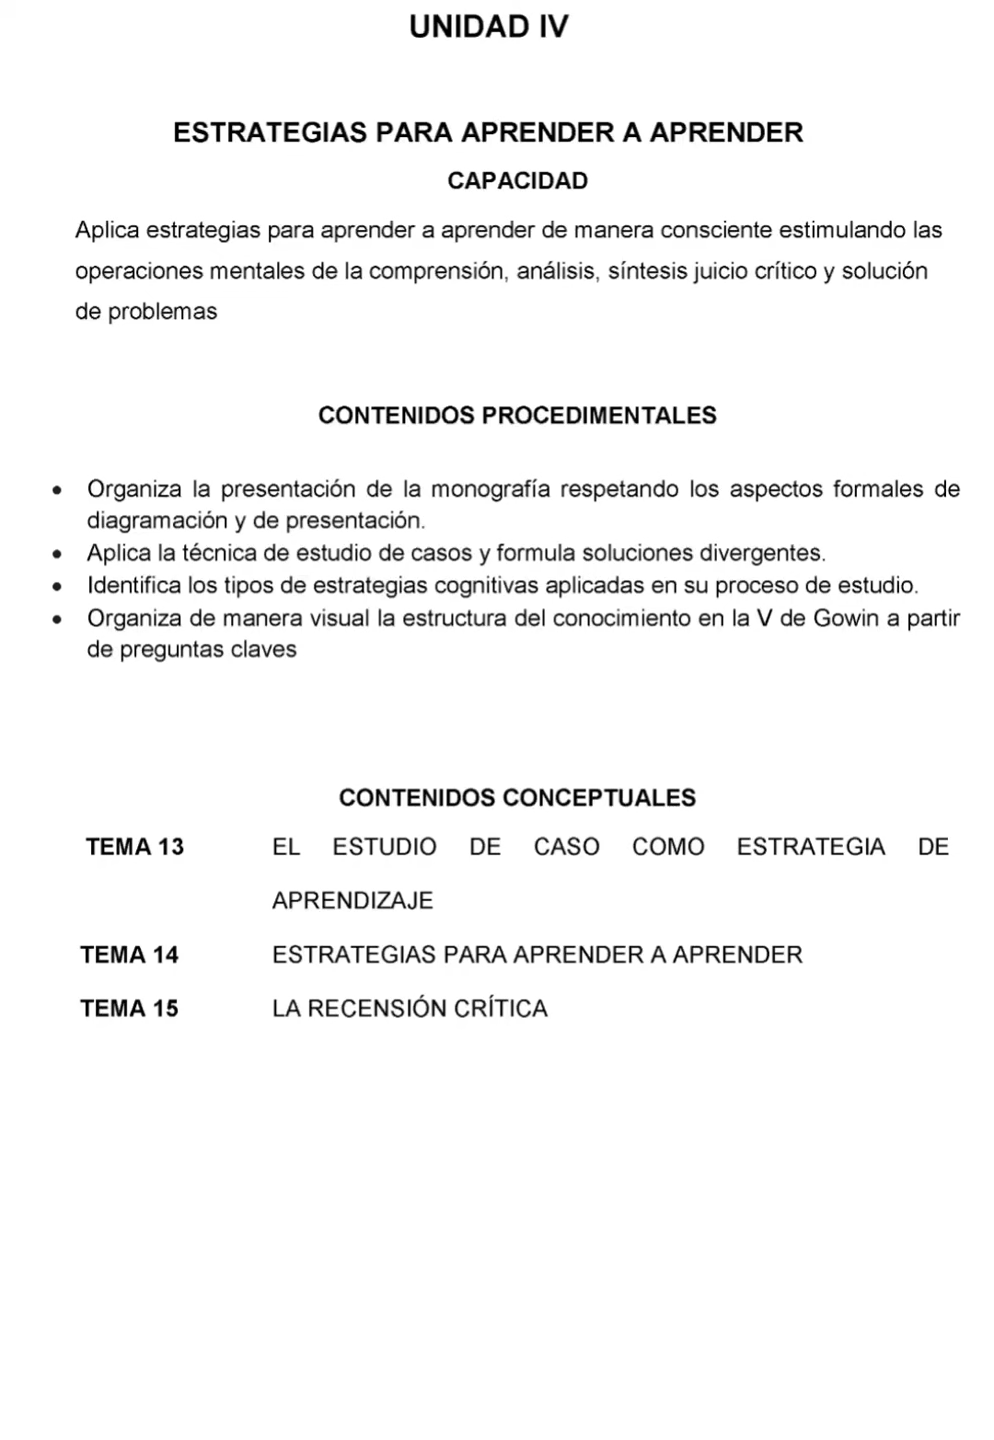 UNIDAD IV
ESTRATEGIAS PARA APRENDER A APRENDER
CAPACIDAD
Aplica estrategias para aprender a aprender de manera consciente estimulando las
operaciones mentales de la comprensión, análisis, síntesis juicio crítico y solución
de problemas
CONTENIDOS PROCEDIMENTALES
• Organiza la presentación de la monografía respetando los aspectos formales de
diagramación y de presentación.
• Aplica la técnica de estudio de casos y formula soluciones divergentes.
• Identifica los tipos de estrategias cognitivas aplicadas en su proceso de estudio.
• Organiza de manera visual la estructura del conocimiento en la V de Gowin a partir
de preguntas claves
CONTENIDOS CONCEPTUALES
TEMA 13 EL ESTUDIO DE CASO COMO ESTRATEGIA DE
APRENDIZAJE
TEMA 14 ESTRATEGIAS PARA APRENDER A APRENDER
TEMA 15 LA RECENSIÓN CRÍTICA